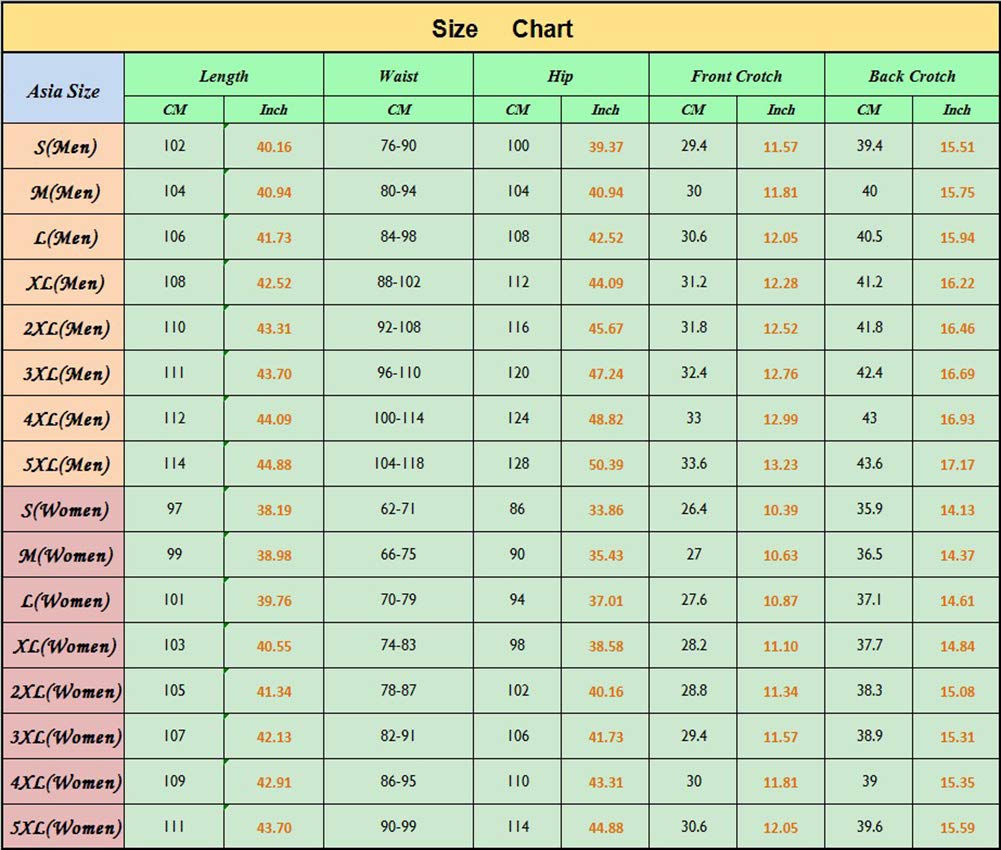 Size Chart
Asia Size Length Waist Hip Front Crotch Back Crotch
CM Inch CM CM Inch CM Inch CM Inch
S(Men) 102 40.16 76-90 100 39.37 29.4 11.57 39.4 15.51
M(Men) 104 40.94 80-94 104 40.94 30 11.81 40 15.75
L(Men) 106 41.73 84-98 108 42.52 30.6 12.05 40.5 15.94
XL(Men) 108 42.52 88-102 112 44.09 31.2 12.28 41.2 16.22
2XL(Men) 110 43.31 92-108 116 45.67 31.8 12.52 41.8 16.46
3XL(Men) 111 43.70 96-110 120 47.24 32.4 12.76 42.4 16.69
4XL(Men) 112 44.09 100-114 124 48.82 33 12.99 43 16.93
5XL(Men) 114 44.88 104-118 128 50.39 33.6 13.23 43.6 17.17
S(Women) 97 38.19 62-71 86 33.86 26.4 10.39 35.9 14.13
M(Women) 99 38.98 66-75 90 35.43 27 10.63 36.5 14.37
L(Women) 101 39.76 70-79 94 37.01 27.6 10.87 37.1 14.61
XL(Women) 103 40.55 74-83 98 38.58 28.2 11.10 37.7 14.84
2XL(Women) 105 41.34 78-87 102 40.16 28.8 11.34 38.3 15.08
3XL(Women) 107 42.13 82-91 106 41.73 29.4 11.57 38.9 15.31
4XL(Women) 109 42.91 86-95 110 43.31 30 11.81 39 15.35
5XL(Women) 111 43.70 90-99 114 44.88 30.6 12.05 39.6 15.59